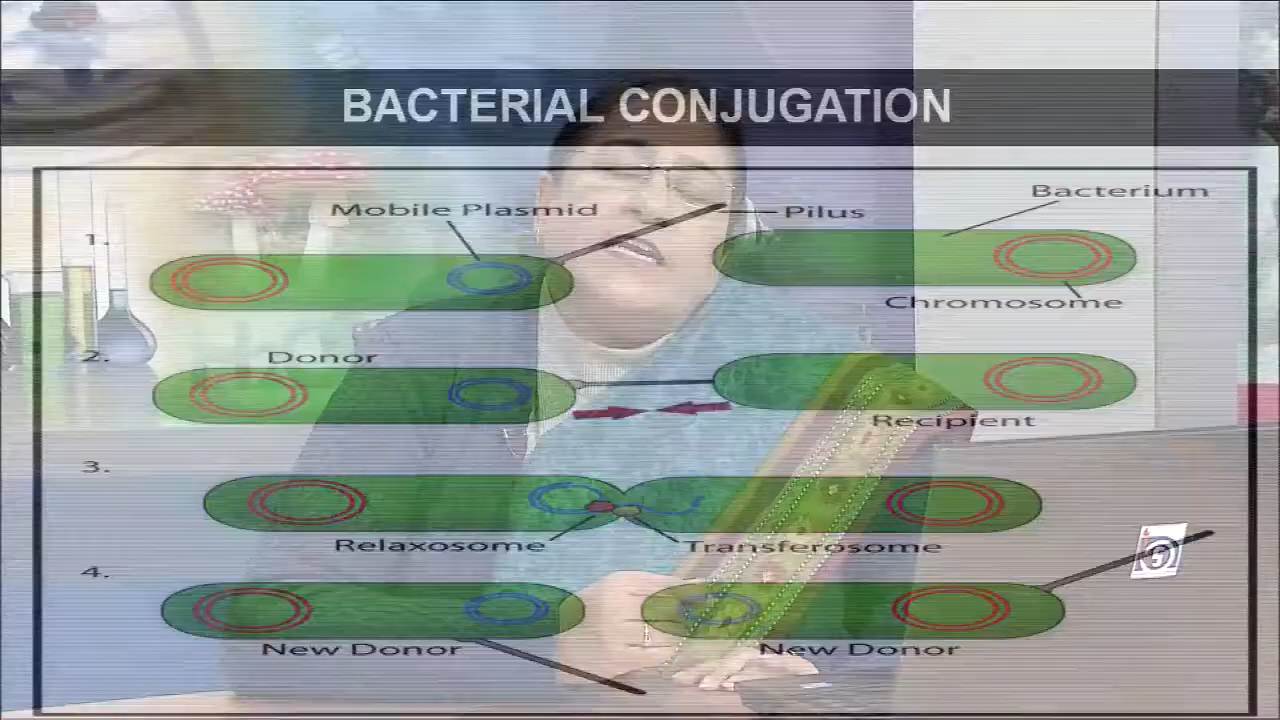 BACTERIAL CONJUGATION
Bacterium
Mobile Plasmid
Pilus
1.
Chromosome
2.
Donor
Recipient
3.
Relaxosome
Transferosome
4.
New Donor
New Donor